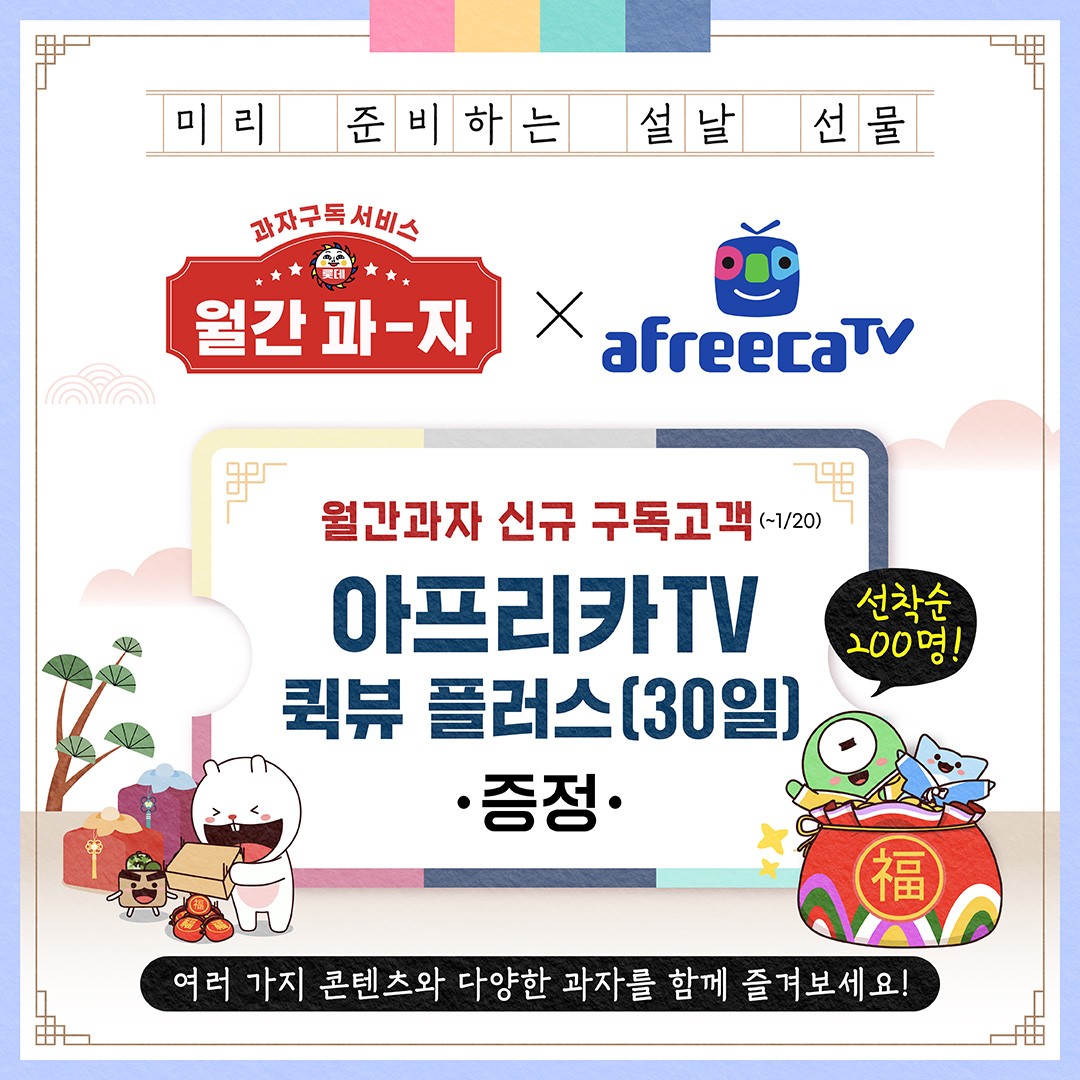 미리 준비하는 설날 선물
과자구독 서비스
롯데
월간 과-자
×
afreecaTV
월간과자 신규 구독고객(~1/20)
아프리카TV
퀵뷰 플러스(30일)
·증정·
선착순
200명!
福
福
여러 가지 콘텐츠와 다양한 과자를 함께 즐겨보세요!